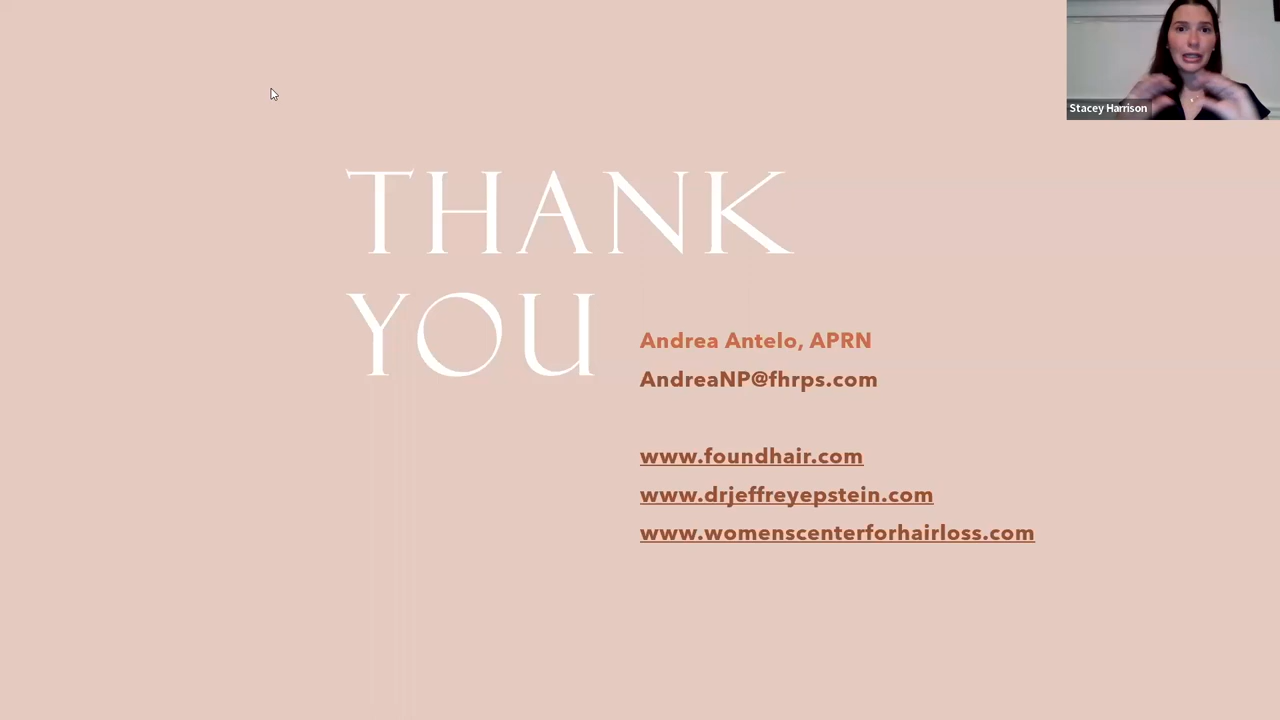 Stacey Harrison
THANK
YOU
Andrea Antelo, APRN
AndreaNP@fhrps.com
www.foundhair.com
www.drjeffreyepstein.com
www.womenscenterforhairloss.com